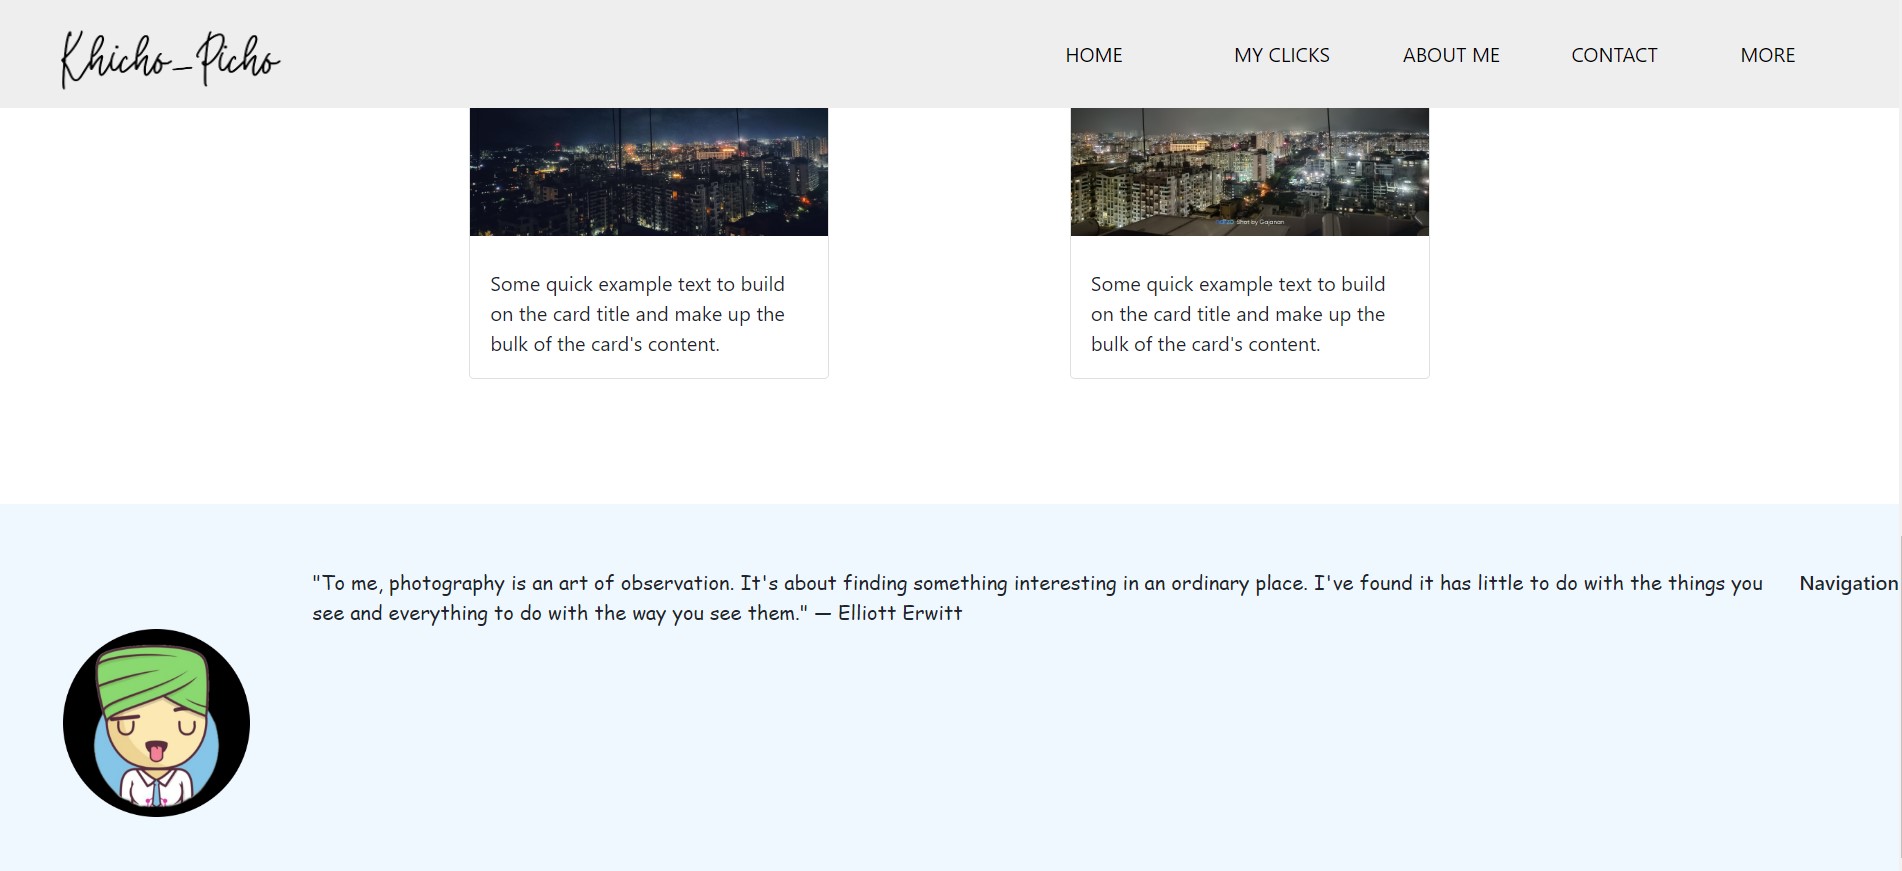 Khicho_Picho
HOME
MY CLICKS
ABOUT ME
CONTACT
MORE
Shot by Gajanan
Some quick example text to build
on the card title and make up the
bulk of the card's content.
Some quick example text to build
on the card title and make up the
bulk of the card's content.
"To me, photography is an art of observation. It's about finding something interesting in an ordinary place. I've found it has little to do with the things you
see and everything to do with the way you see them." — Elliott Erwitt
Navigation